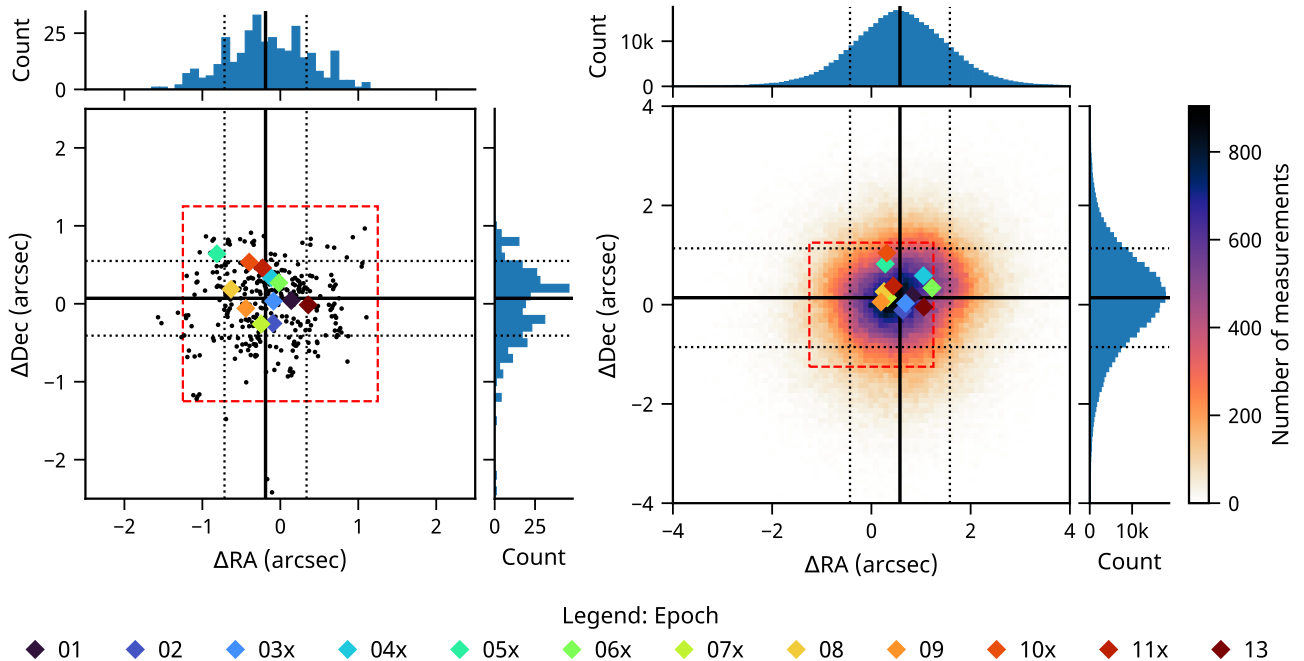 Count
25
0
ΔDec (arcsec)
2
1
0
−1
−2
−2
−1
0
1
2
ΔRA (arcsec)
0
25
Count
Count
10k
0
ΔDec (arcsec)
4
2
0
−2
−4
−4
−2
0
2
4
ΔRA (arcsec)
0
10k
Count
800
600
400
200
0
Number of measurements
Legend: Epoch
01 02 03x 04x 05x 06x 07x 08 09 10x 11x 13